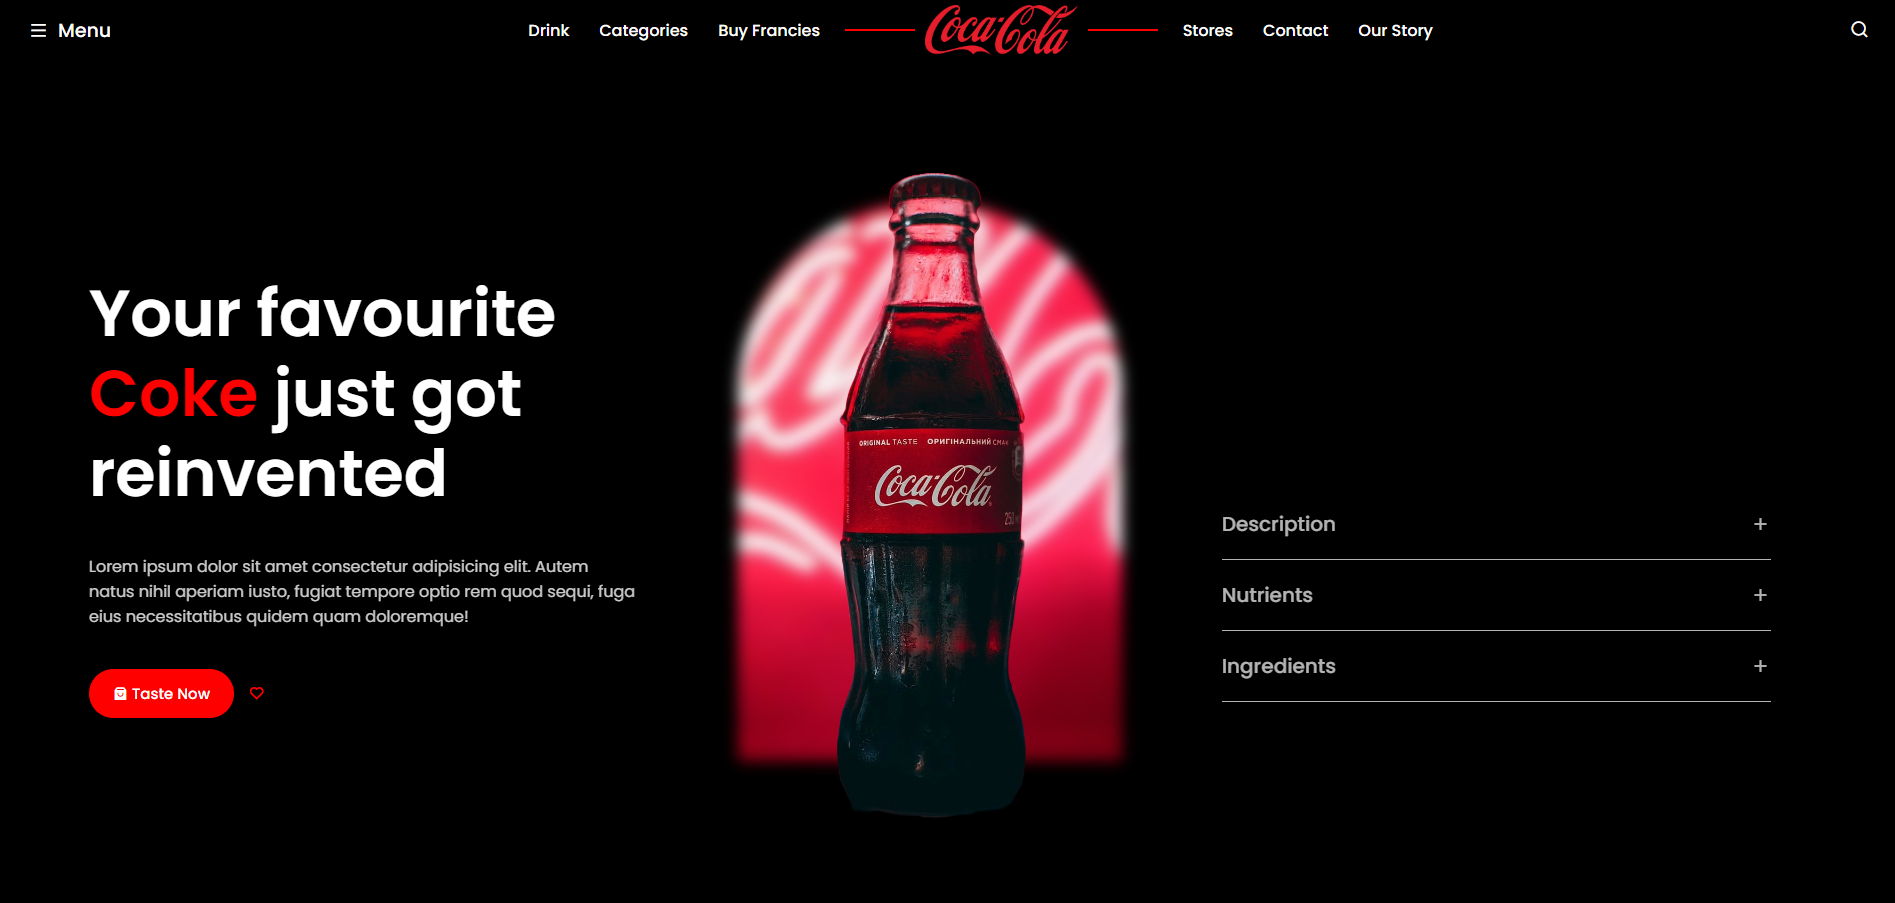 Menu
Drink Categories Buy Francies Coca-Cola Stores Contact Our Story
Your favourite
Coke just got
reinvented
Lorem ipsum dolor sit amet consectetur adipisicing elit. Autem
natus nihil aperiam iusto, fugiat tempore optio rem quod sequi, fuga
eius necessitatibus quidem quam doloremque!
Taste Now
ORIGINAL TASTE ОРИГІНАЛЬНИЙ СМАК
Coca-Cola
250
Description +
Nutrients +
Ingredients +